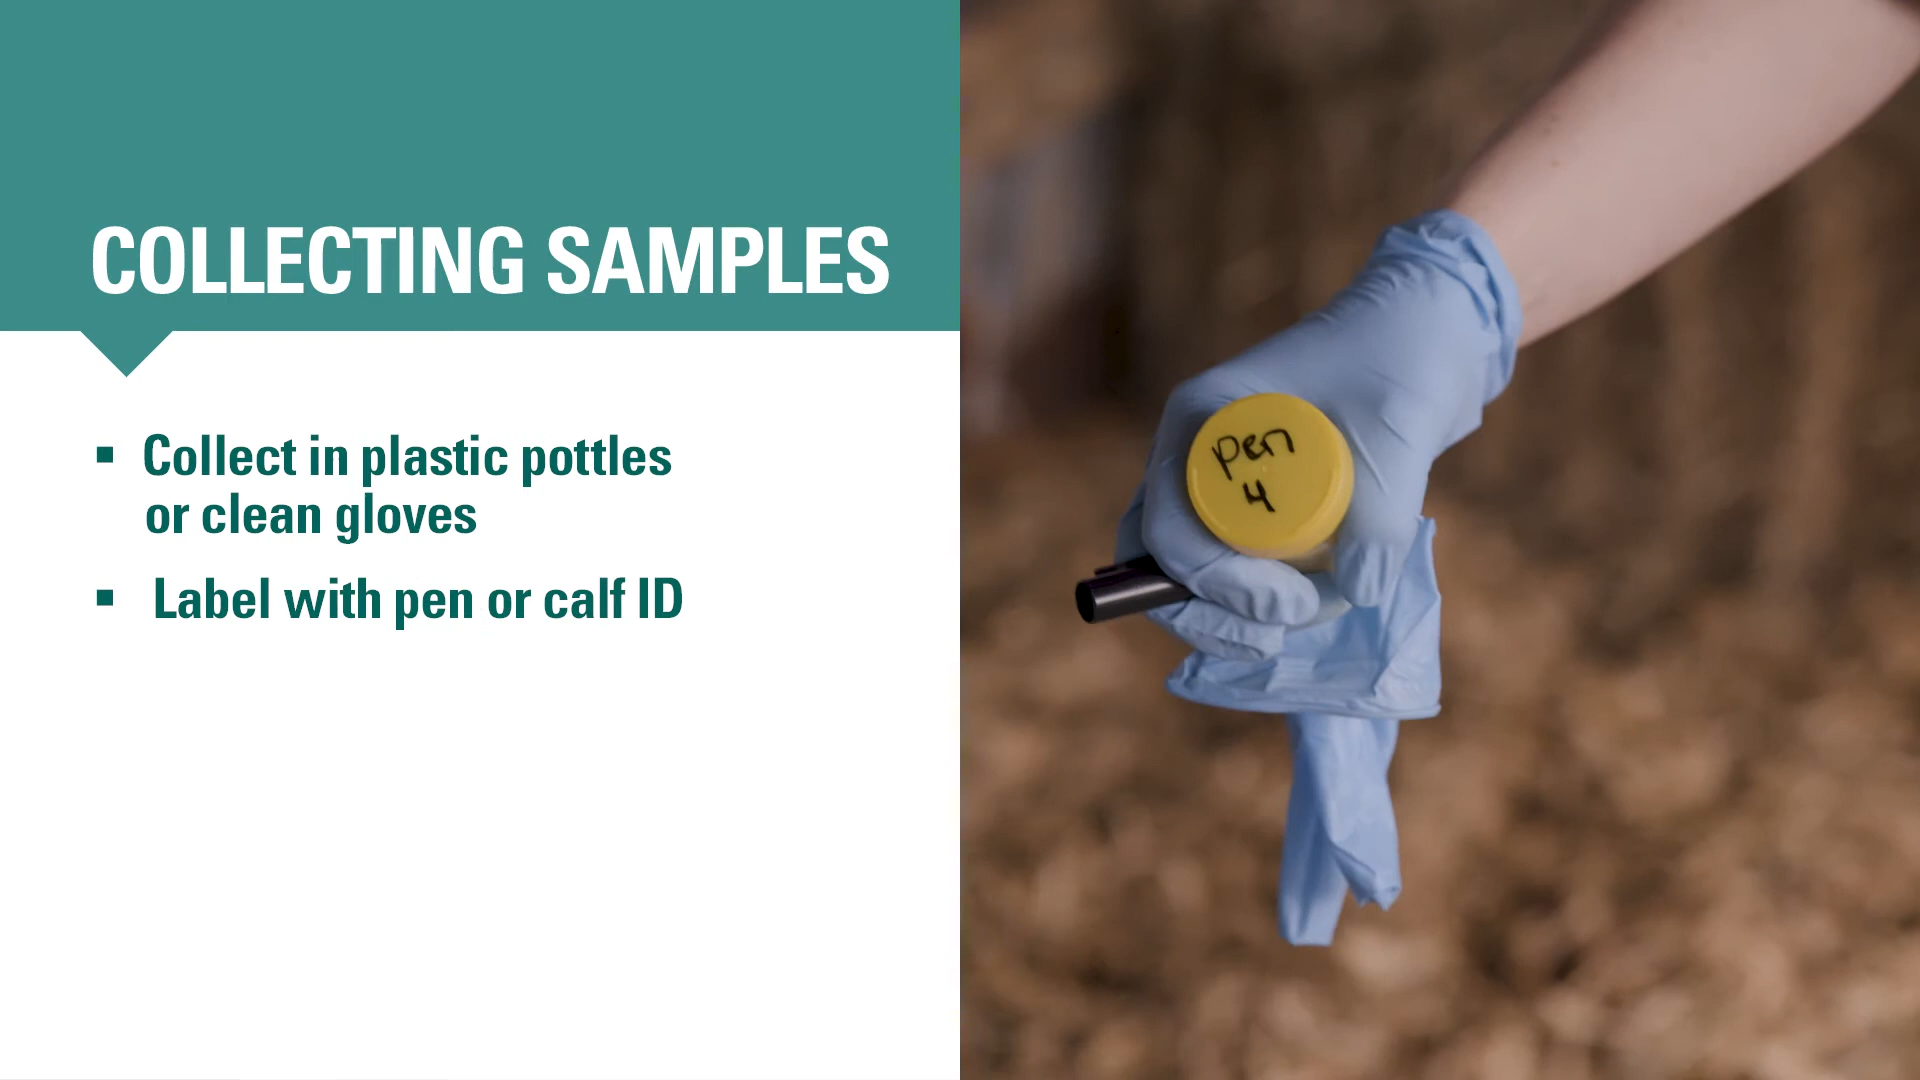 COLLECTING SAMPLES
Collect in plastic pottles
or clean gloves
Label with pen or calf ID
pen
4